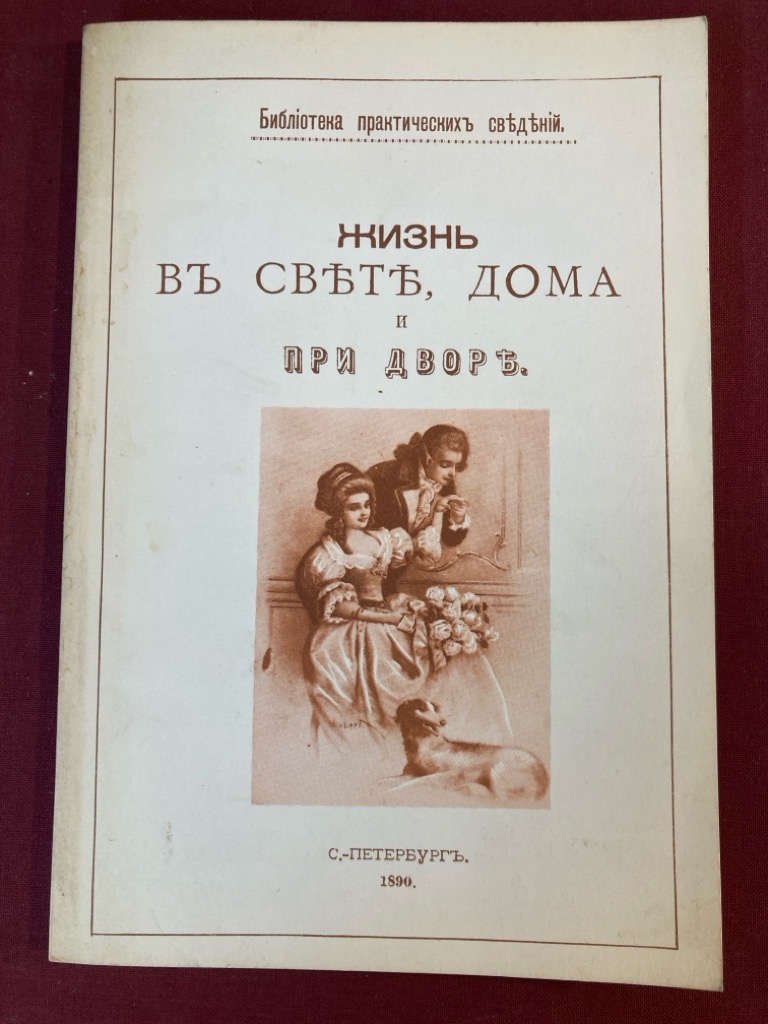 Библіотека практическихъ свѣдѣній.
ЖИЗНЬ
ВЪ СВѢТѢ, ДОМА
И
ПРИ ДВОРѢ.
С.-ПЕТЕРБУРГЪ.
1890.